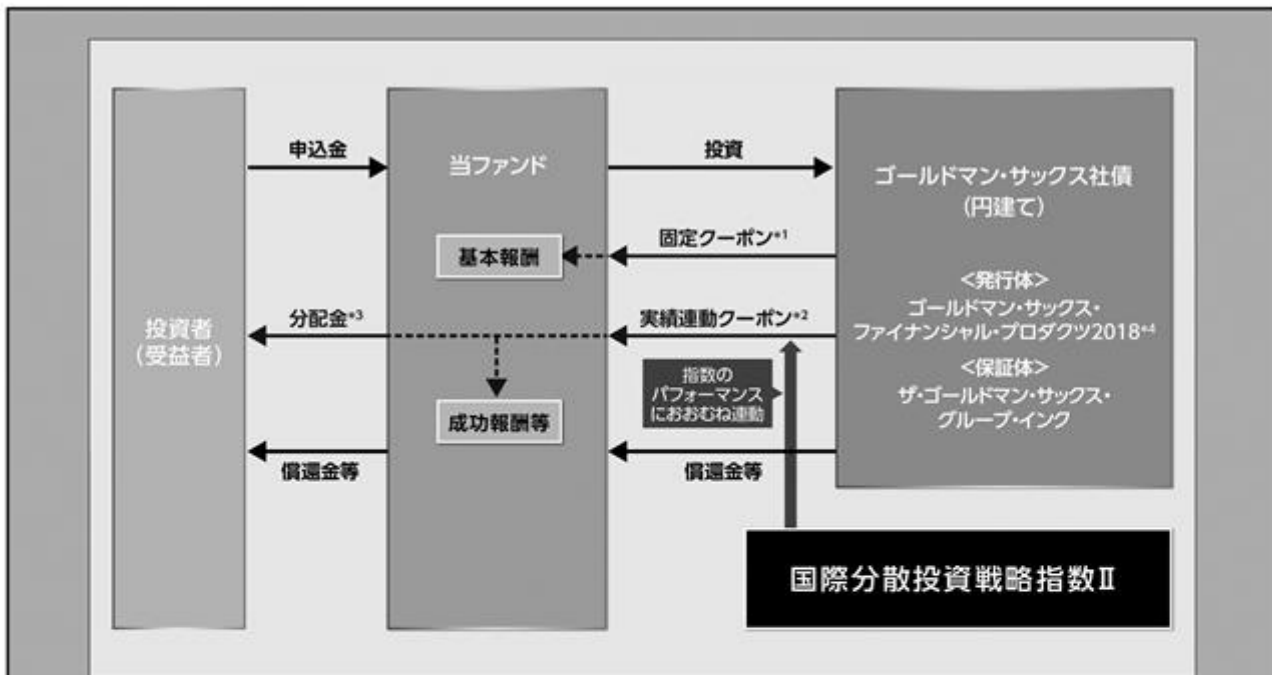 申込金
投資
当ファンド
ゴールドマン・サックス社債
(円建て)
固定クーポン*1
基本報酬
<発行体>
ゴールドマン・サックス・
ファイナンシャル・プロダクツ2018*4
投資者
(受益者)
分配金*3
実績連動クーポン*2
指数の
パフォーマンス
におおむね連動
<保証体>
ザ・ゴールドマン・サックス・
グループ・インク
成功報酬等
償還金等
償還金等
国際分散投資戦略指数Ⅱ